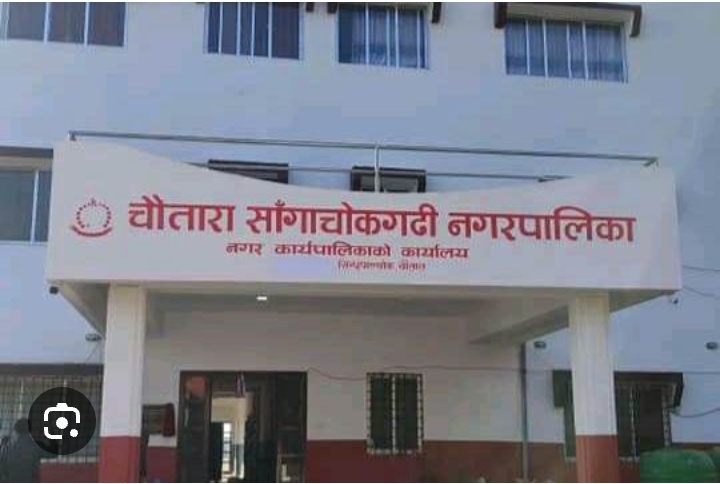 चौतारा साँगाचोकगढी नगरपालिका
नगर कार्यपालिकाको कार्यालय
सिन्धुपाल्चोक चौतारा